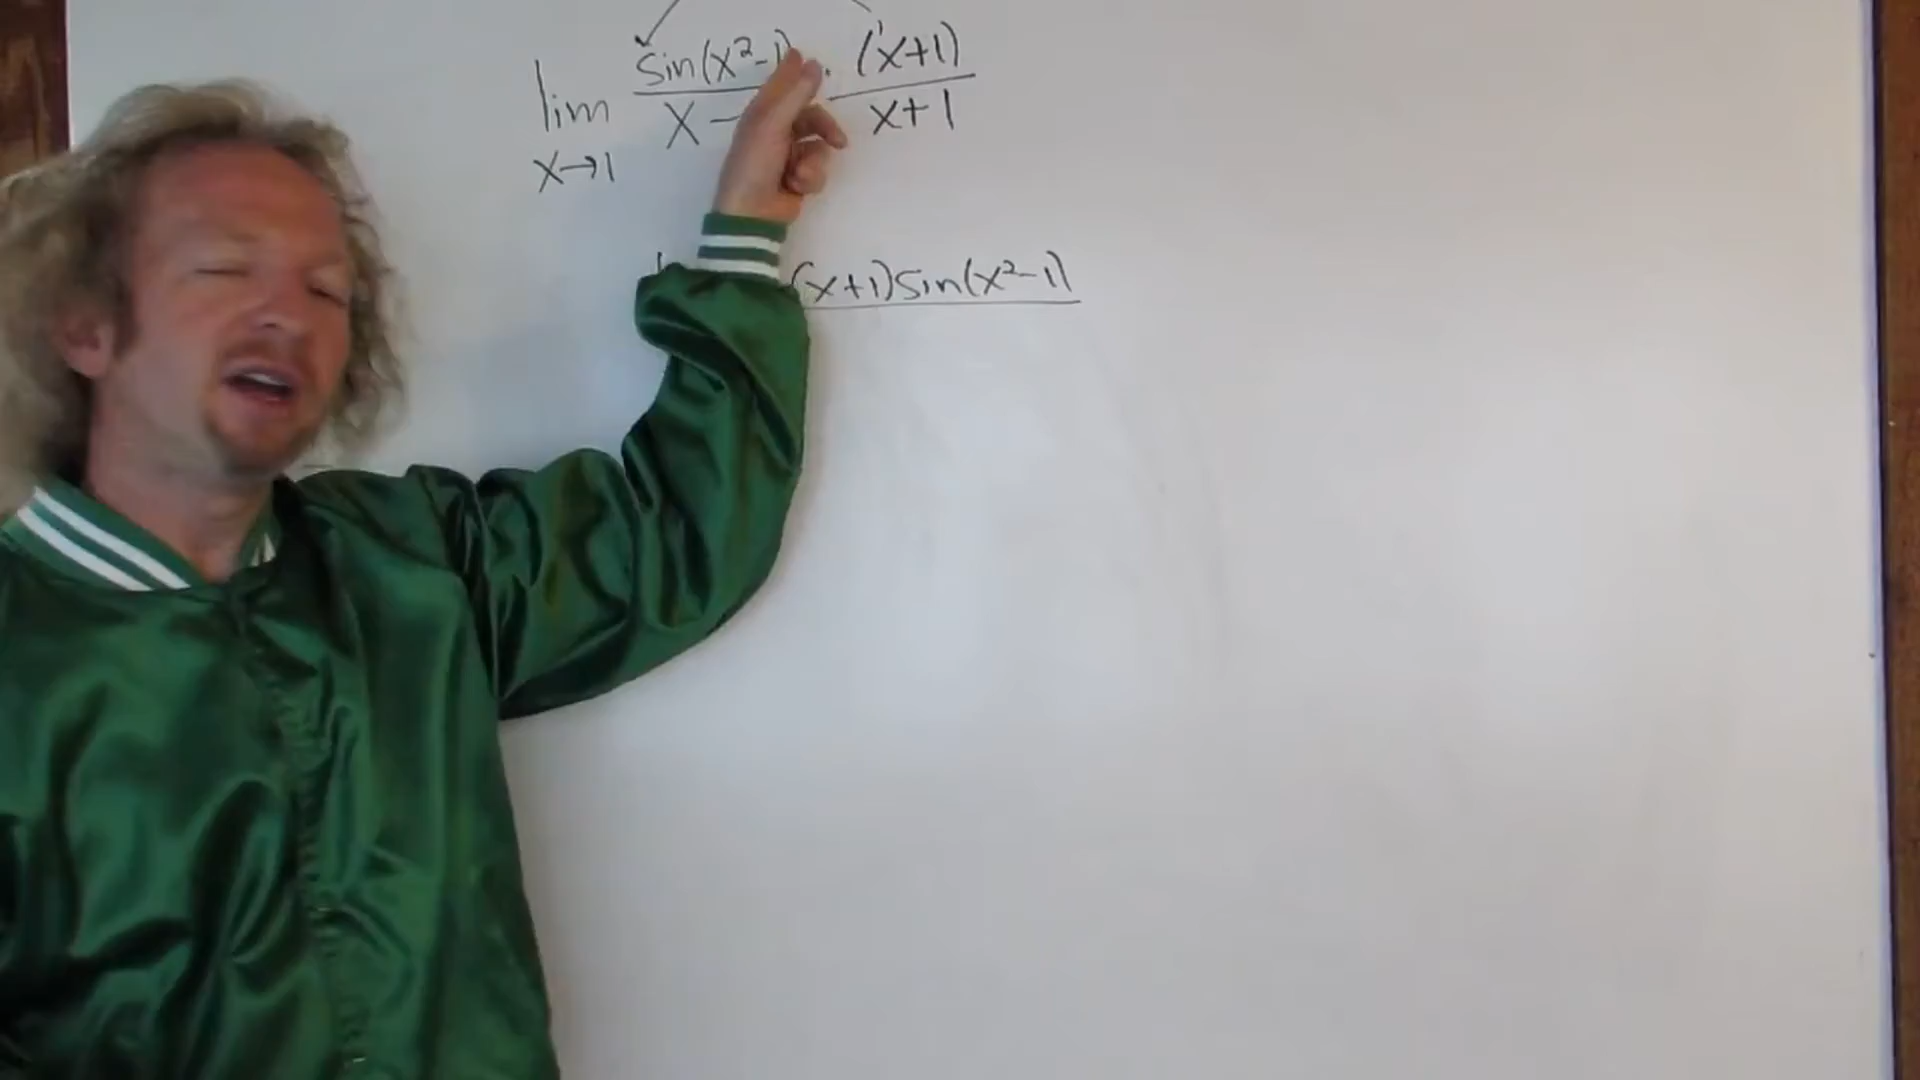 lim sin(x²-1) · (x+1)
x→1 x- x+1
(x+1)sin(x²-1)